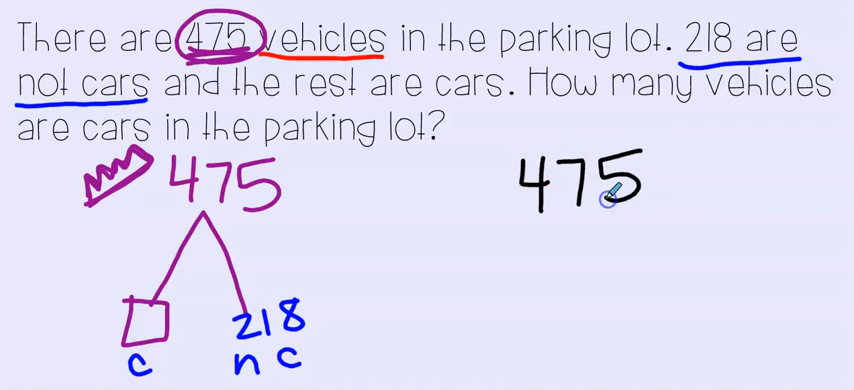 There are 475 vehicles in the parking lot. 218 are
not cars and the rest are cars. How many vehicles
are cars in the parking lot?
475
475
218
c
n c